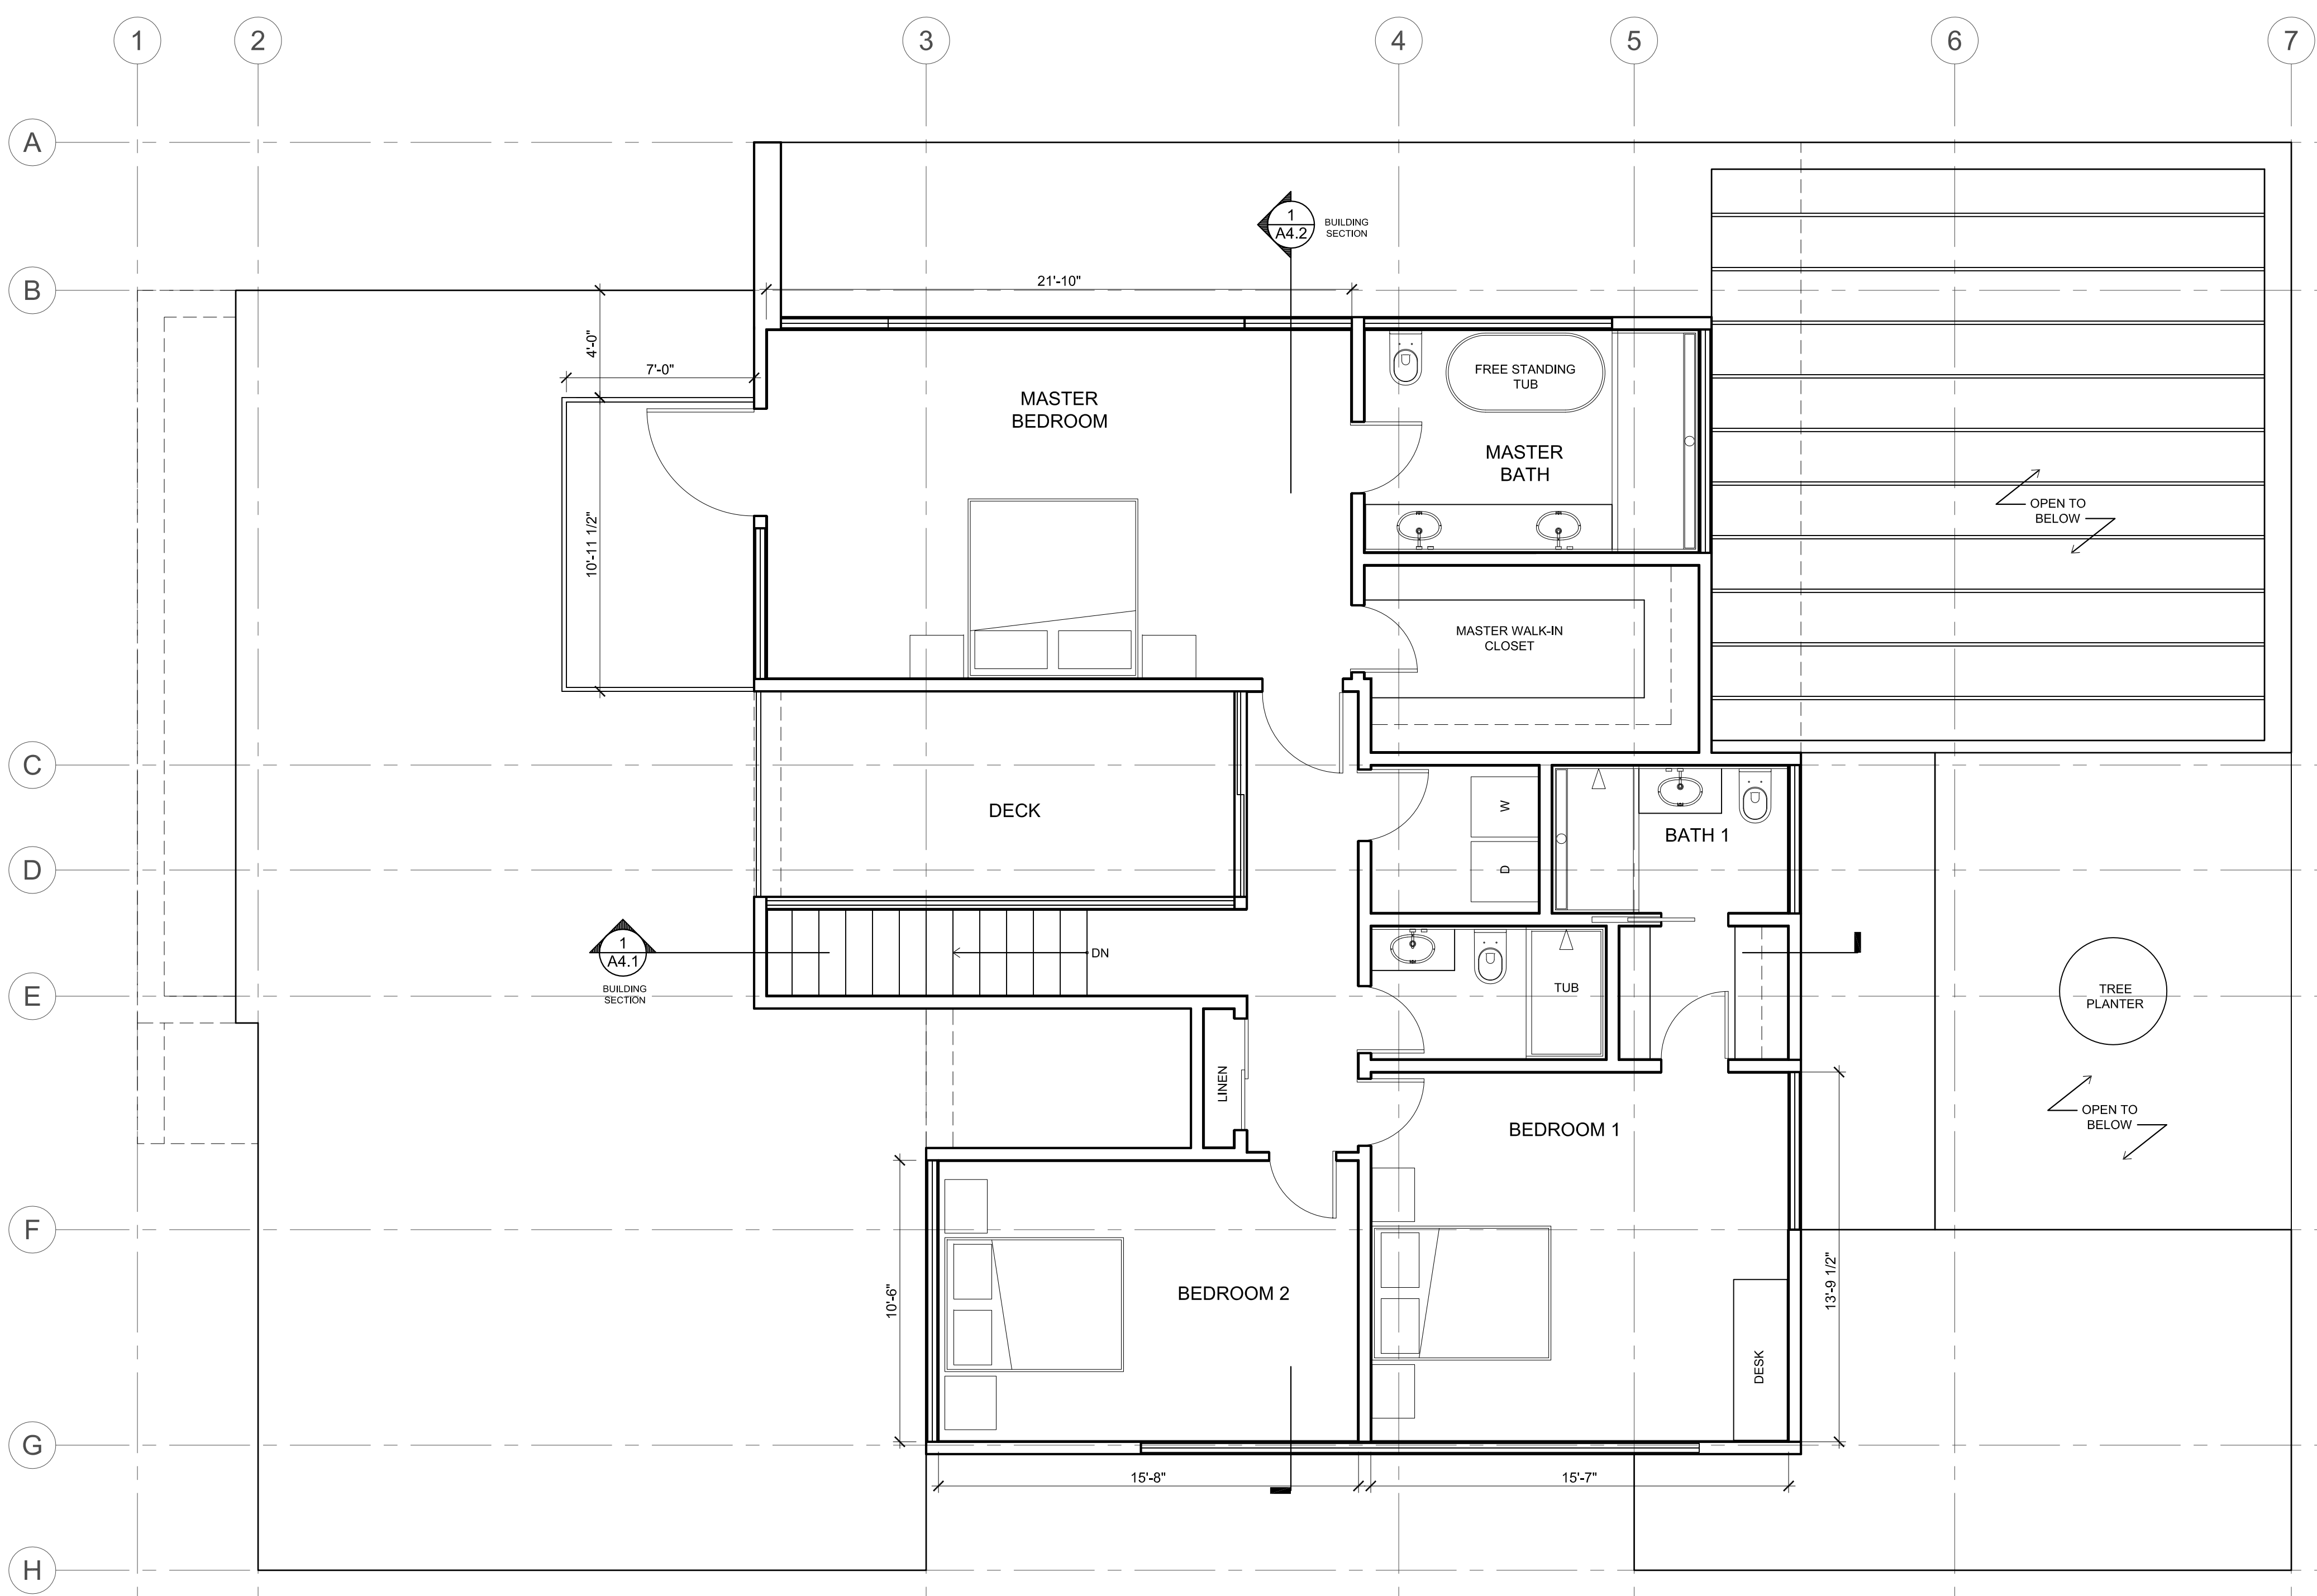 1
2
3
4
5
6
7
A
B
C
D
E
F
G
H
1
A4.2
BUILDING
SECTION
21'-10"
4'-0"
7'-0"
10'-11 1/2"
MASTER
BEDROOM
FREE STANDING
TUB
MASTER
BATH
OPEN TO
BELOW
MASTER WALK-IN
CLOSET
DECK
W
D
BATH 1
1
A4.1
BUILDING
SECTION
DN
TUB
TREE
PLANTER
LINEN
BEDROOM 1
OPEN TO
BELOW
10'-6"
BEDROOM 2
13'-9 1/2"
DESK
15'-8"
15'-7"